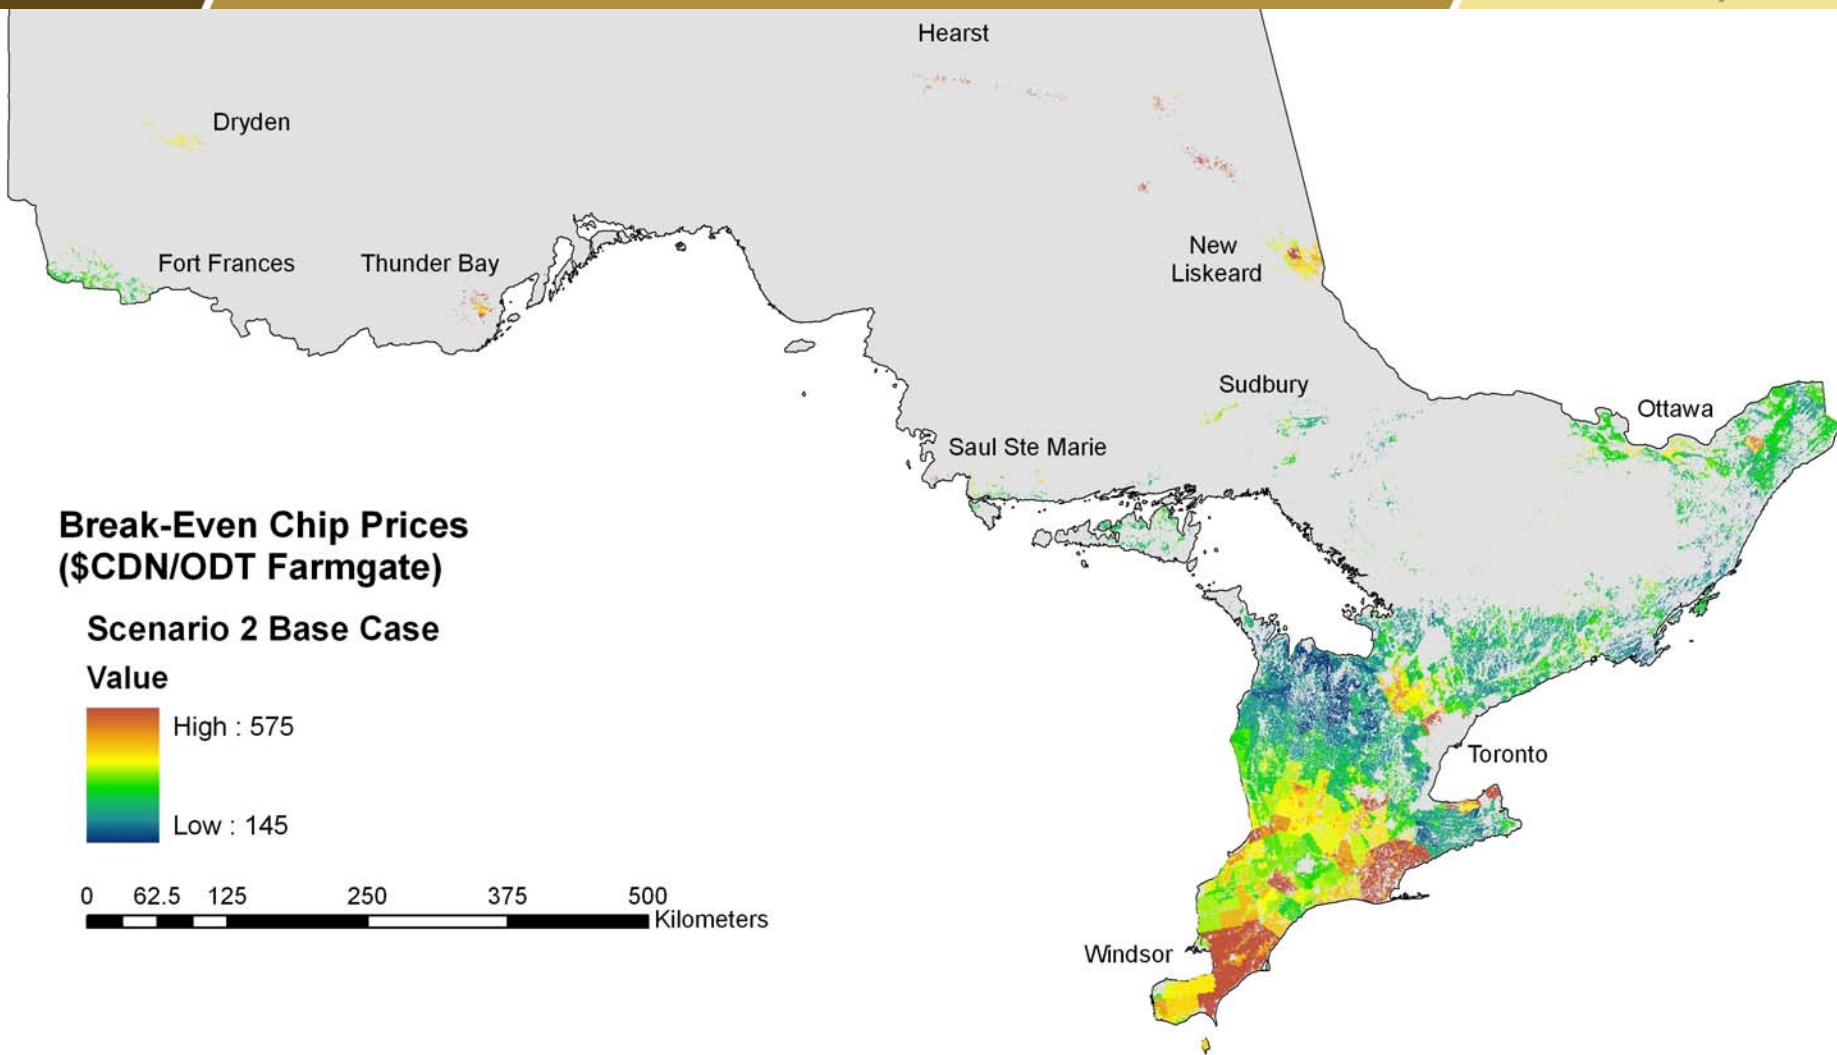 Hearst
Dryden
New
Liskeard
Fort Frances
Thunder Bay
Sudbury
Ottawa
Saul Ste Marie
Break-Even Chip Prices
($CDN/ODT Farmgate)
Scenario 2 Base Case
Value
High : 575
Low : 145
Toronto
0 62.5 125 250 375 500
Kilometers
Windsor